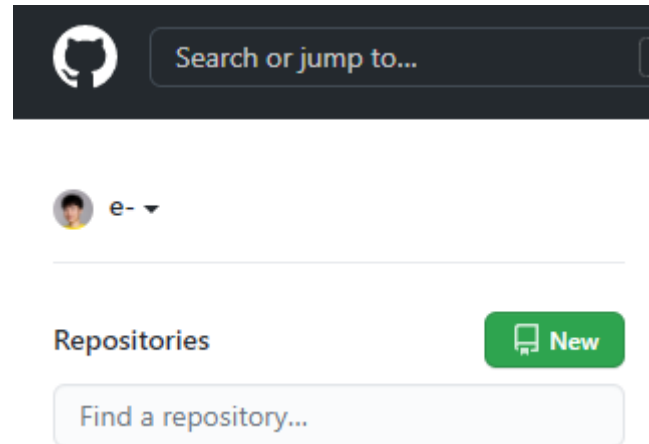 Search or jump to...
e-
Repositories
New
Find a repository...